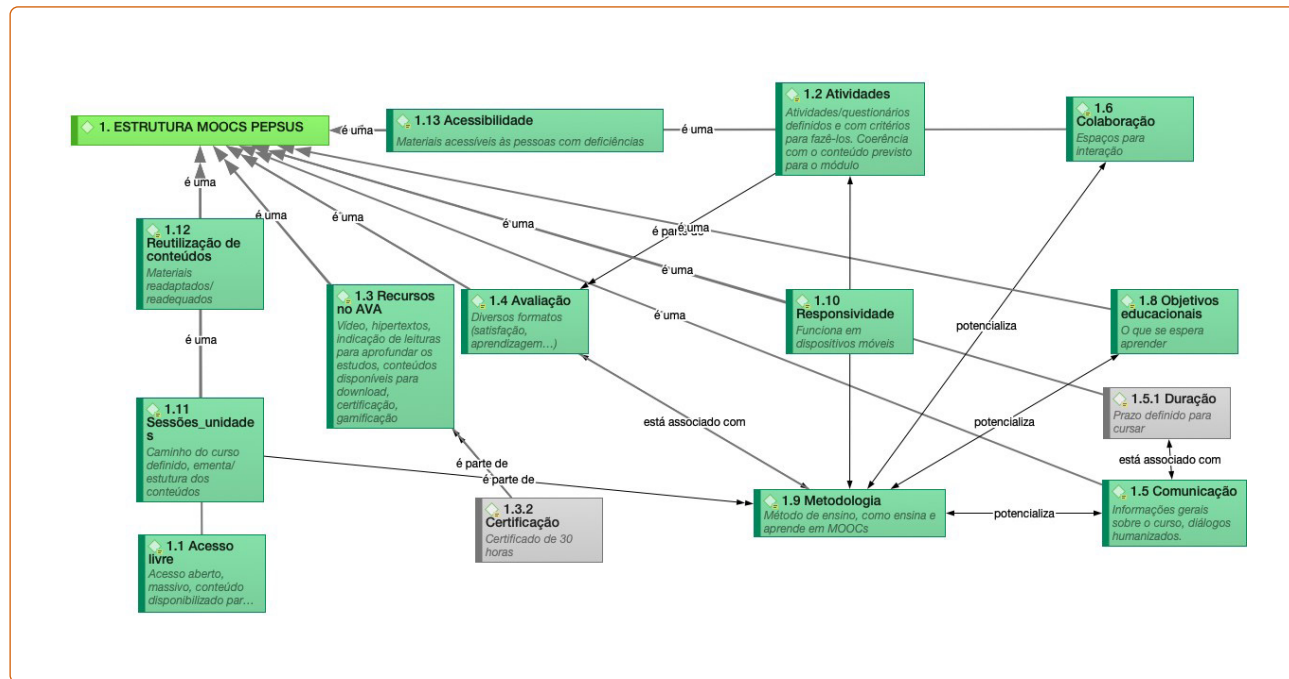 1. ESTRUTURA MOOCS PEPSUS
é uma
1.13 Acessibilidade
Materiais acessíveis às pessoas com deficiências
é uma
1.2 Atividades
Atividades/questionários
definidos e com critérios
para fazê-los. Coerência
com o conteúdo previsto
para o módulo
1.6
Colaboração
Espaços para
interação
é uma
é uma
é uma
é uma
é parte de
é uma
1.12
Reutilização de
conteúdos
Materiais
readaptados/
readequados
é uma
1.3 Recursos
no AVA
Vídeo, hipertextos,
indicação de leituras
para aprofundar os
estudos, conteúdos
disponíveis para
download,
certificação,
gamificação
1.4 Avaliação
Diversos formatos
(satisfação,
aprendizagem...)
é uma
1.10
Responsividade
Funciona em
dispositivos móveis
é uma
potencializa
1.8 Objetivos
educacionais
O que se espera
aprender
é uma
1.11
Sessões_unidade
s
Caminho do curso
definido, ementa/
estutura dos
conteúdos
está associado com
potencializa
1.5.1 Duração
Prazo definido para
cursar
está associado com
é parte de
é parte de
1.3.2
Certificação
Certificado de 30
horas
1.9 Metodologia
Método de ensino, como ensina e
aprende em MOOCs
potencializa
1.5 Comunicação
Informações gerais
sobre o curso, diálogos
humanizados.
1.1 Acesso
livre
Acesso aberto,
massivo, conteúdo
disponibilizado par...